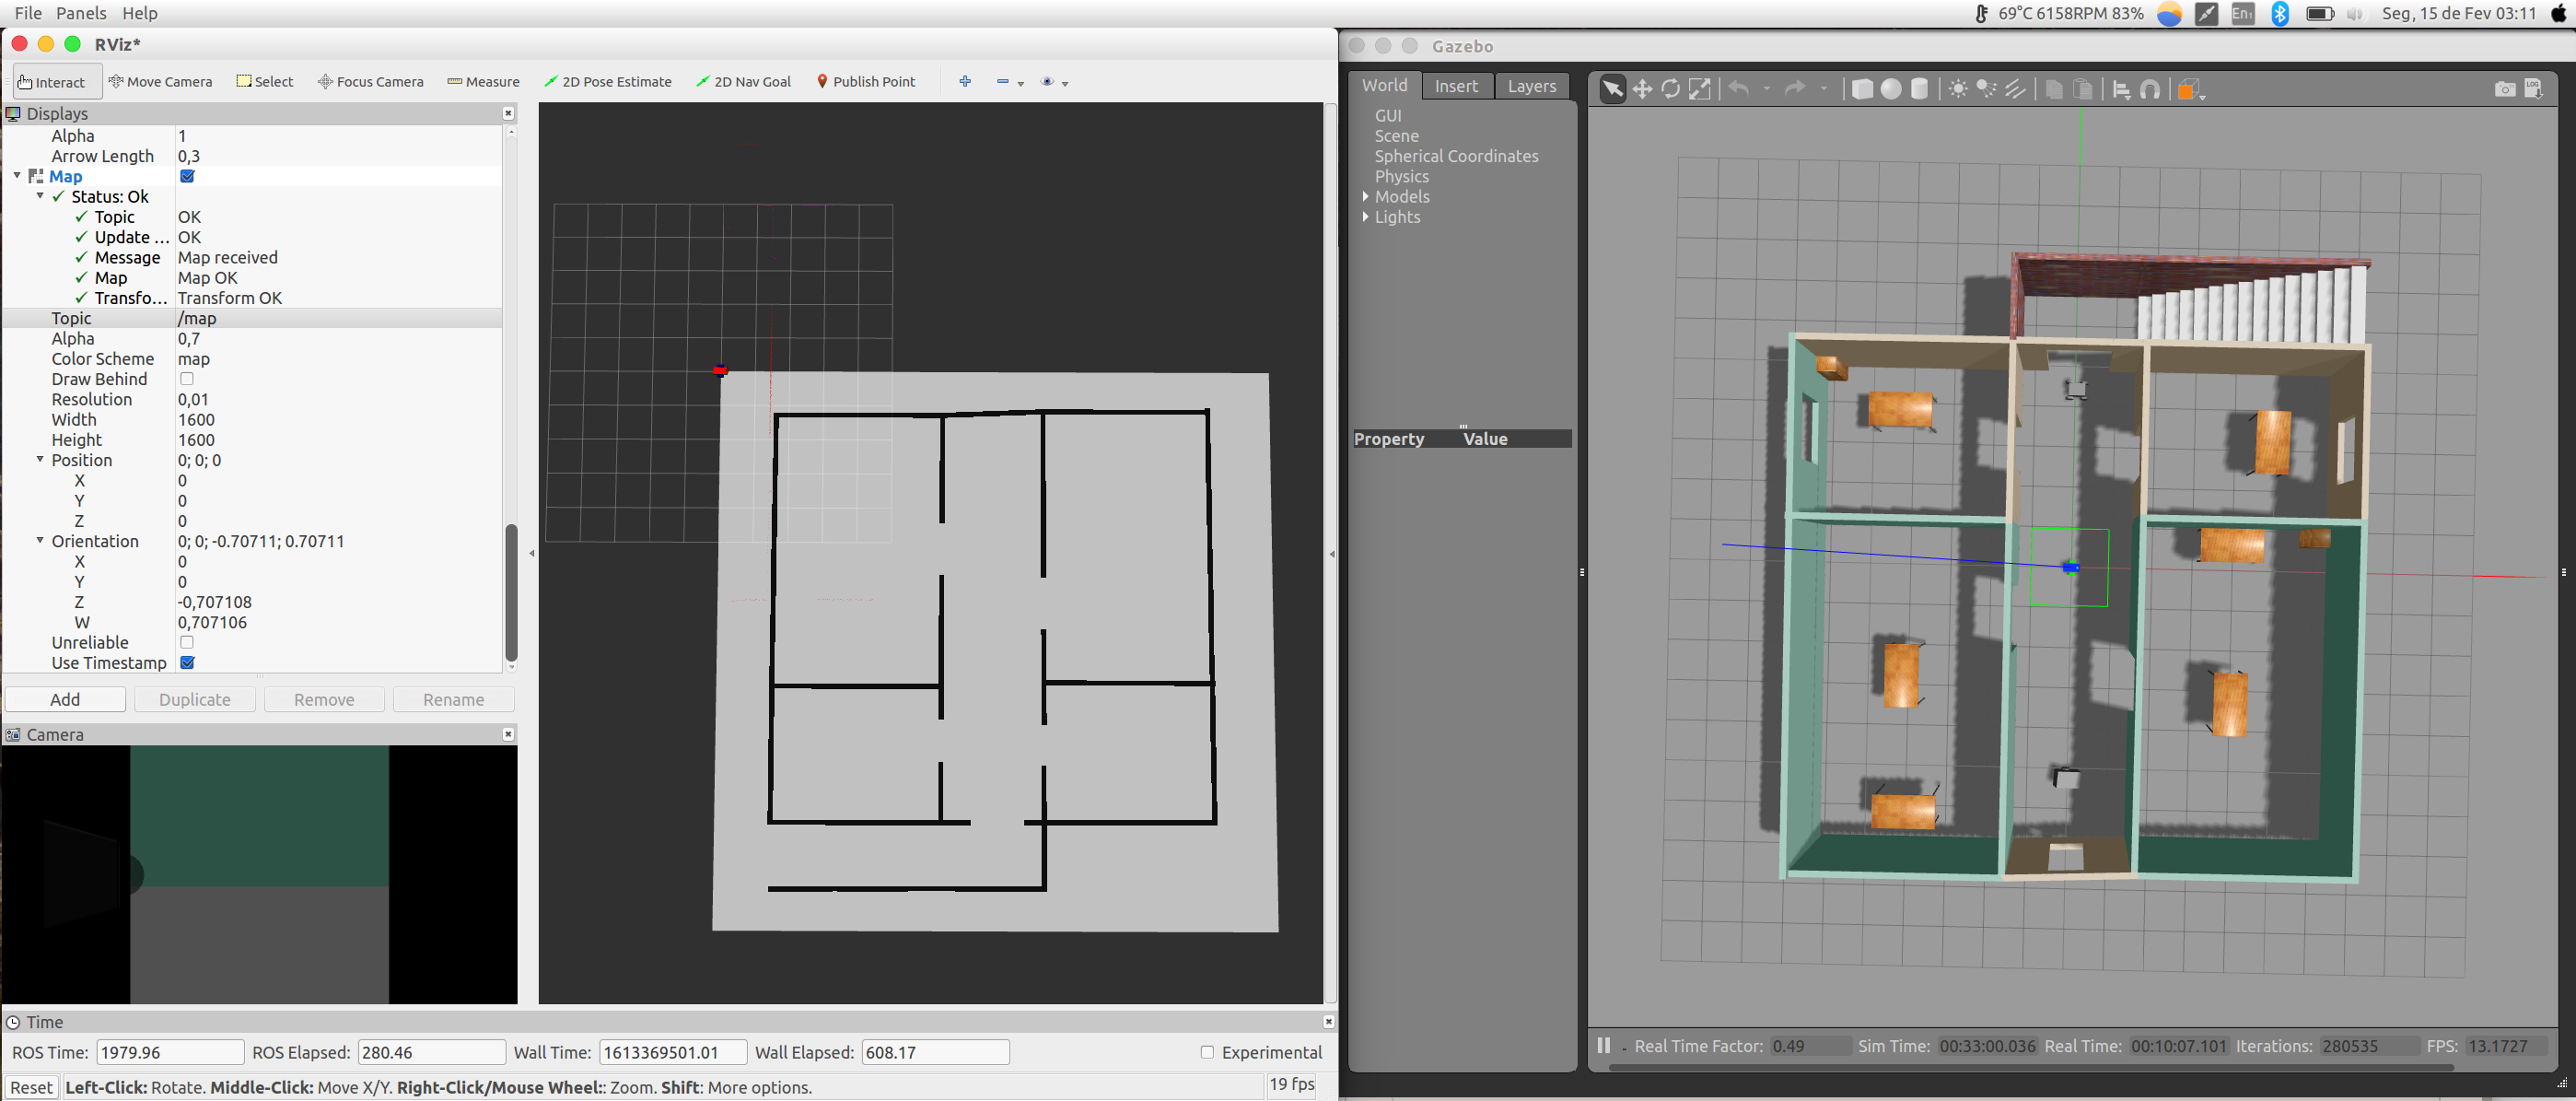 File Panels Help
69°C 6158RPM 83% En1 Seg, 15 de Fev 03:11
RViz*
Interact Move Camera Select Focus Camera Measure 2D Pose Estimate 2D Nav Goal Publish Point
Displays
Alpha 1
Arrow Length 0,3
Map
Status: Ok
Topic OK
Update ... OK
Message Map received
Map Map OK
Transfo... Transform OK
Topic /map
Alpha 0,7
Color Scheme map
Draw Behind
Resolution 0,01
Width 1600
Height 1600
Position 0; 0; 0
X 0
Y 0
Z 0
Orientation 0; 0; -0.70711; 0.70711
X 0
Y 0
Z -0,707108
W 0,707106
Unreliable
Use Timestamp
Add Duplicate Remove Rename
Camera
Time
ROS Time: 1979.96 ROS Elapsed: 280.46 Wall Time: 1613369501.01 Wall Elapsed: 608.17 Experimental
Reset Left-Click: Rotate. Middle-Click: Move X/Y. Right-Click/Mouse Wheel:: Zoom. Shift: More options. 19 fps
Gazebo
World Insert Layers
GUI
Scene
Spherical Coordinates
Physics
Models
Lights
Property Value
LOG
Real Time Factor: 0.49 Sim Time: 00:33:00.036 Real Time: 00:10:07.101 Iterations: 280535 FPS: 13.1727